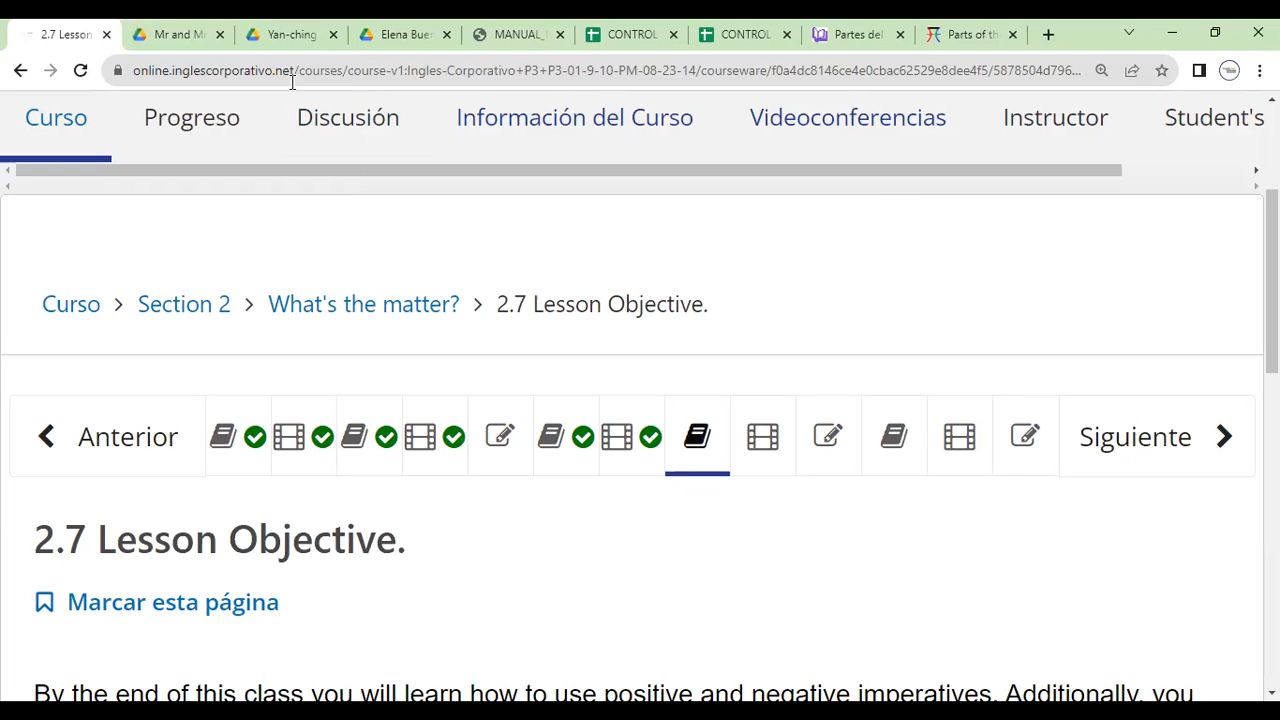 2.7 Lesson
Mr and Mr
Yan-ching
Elena Buen
MANUAL_
CONTROL
CONTROL
Partes del
Parts of th
online.inglescorporativo.net/courses/course-v1:Ingles-Corporativo+P3+P3-01-9-10-PM-08-23-14/courseware/f0a4dc8146ce4e0cbac62529e8dee4f5/5878504d796...
Curso
Progreso
Discusión
Información del Curso
Videoconferencias
Instructor
Student's
Curso > Section 2 > What's the matter? > 2.7 Lesson Objective.
Anterior
Siguiente
2.7 Lesson Objective.
Marcar esta página
By the end of this class you will learn how to use positive and negative imperatives. Additionally, you